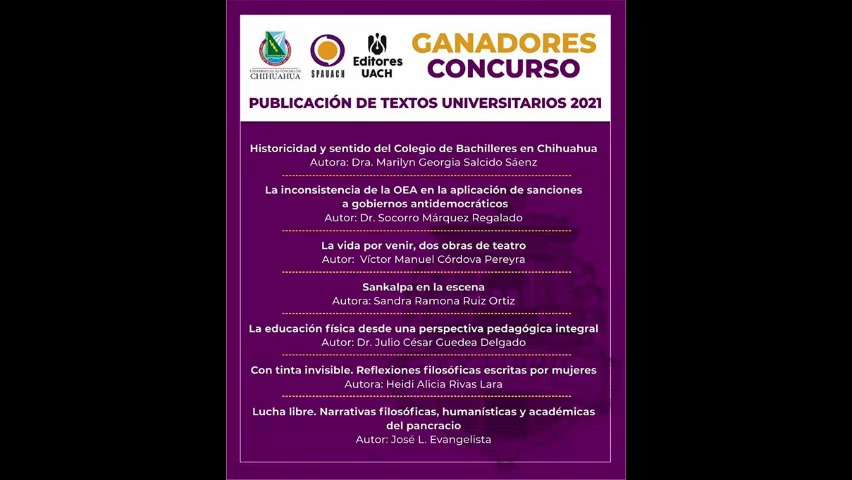 UNIVERSIDAD AUTÓNOMA DE
CHIHUAHUA
SPAUACH
Editores
UACH
GANADORES
CONCURSO
PUBLICACIÓN DE TEXTOS UNIVERSITARIOS 2021
Historicidad y sentido del Colegio de Bachilleres en Chihuahua
Autora: Dra. Marilyn Georgia Salcido Sáenz
La inconsistencia de la OEA en la aplicación de sanciones
a gobiernos antidemocráticos
Autor: Dr. Socorro Márquez Regalado
La vida por venir, dos obras de teatro
Autor: Víctor Manuel Córdova Pereyra
Sankalpa en la escena
Autora: Sandra Ramona Ruiz Ortiz
La educación física desde una perspectiva pedagógica integral
Autor: Dr. Julio César Guedea Delgado
Con tinta invisible. Reflexiones filosóficas escritas por mujeres
Autora: Heidi Alicia Rivas Lara
Lucha libre. Narrativas filosóficas, humanísticas y académicas
del pancracio
Autor: José L. Evangelista